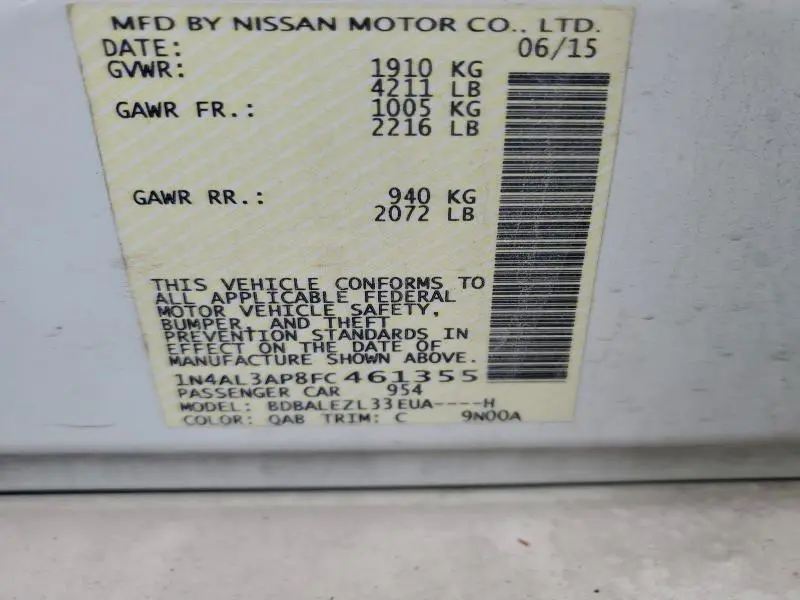 MFD BY NISSAN MOTOR CO., LTD.
DATE: 06/15
GVWR: 1910 KG
4211 LB
GAWR FR.: 1005 KG
2216 LB
GAWR RR.: 940 KG
2072 LB
THIS VEHICLE CONFORMS TO
ALL APPLICABLE FEDERAL
MOTOR VEHICLE SAFETY,
BUMPER, AND THEFT
PREVENTION STANDARDS IN
EFFECT ON THE DATE OF
MANUFACTURE SHOWN ABOVE.
1N4AL3AP8FC461355
PASSENGER CAR 954
MODEL: BDBALEZL33EUA----H
COLOR: QAB TRIM: C 9N00A